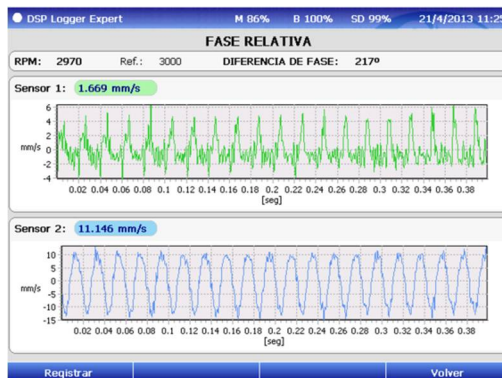 DSP Logger Expert M 86% B 100% SD 99% 21/4/2013 11:25
FASE RELATIVA
RPM: 2970 Ref.: 3000 DIFERENCIA DE FASE: 217º
Sensor 1: 1.669 mm/s
6
4
2
mm/s 0
-2
-4
0.02 0.04 0.06 0.08 0.1 0.12 0.14 0.16 0.18 0.2 0.22 0.24 0.26 0.28 0.3 0.32 0.34 0.36 0.38
[seg]
Sensor 2: 11.146 mm/s
10
5
mm/s 0
-5
-10
-15
0.02 0.04 0.06 0.08 0.1 0.12 0.14 0.16 0.18 0.2 0.22 0.24 0.26 0.28 0.3 0.32 0.34 0.36 0.38
[seg]
Registrar Volver